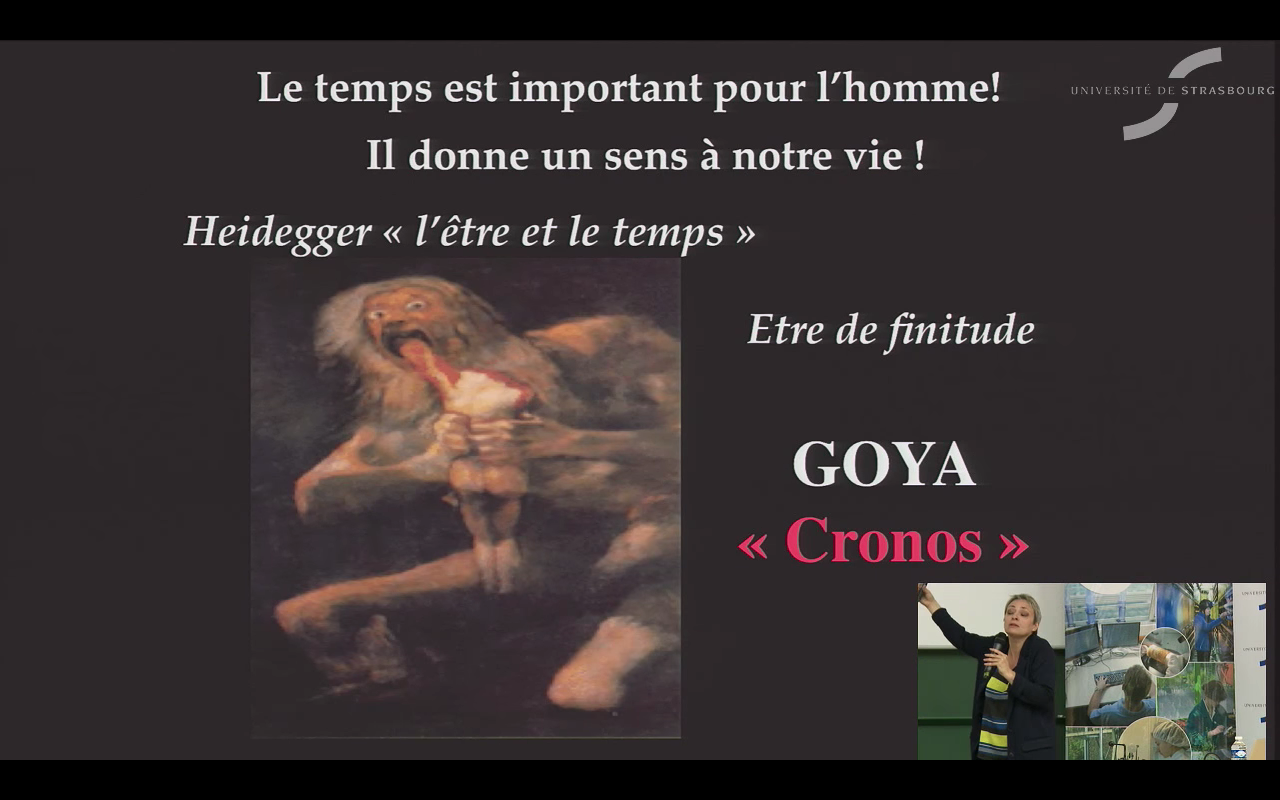 Le temps est important pour l’homme!
UNIVERSITÉ DE STRASBOURG
Il donne un sens à notre vie !
Heidegger « l’être et le temps »
Etre de finitude
GOYA
« Cronos »